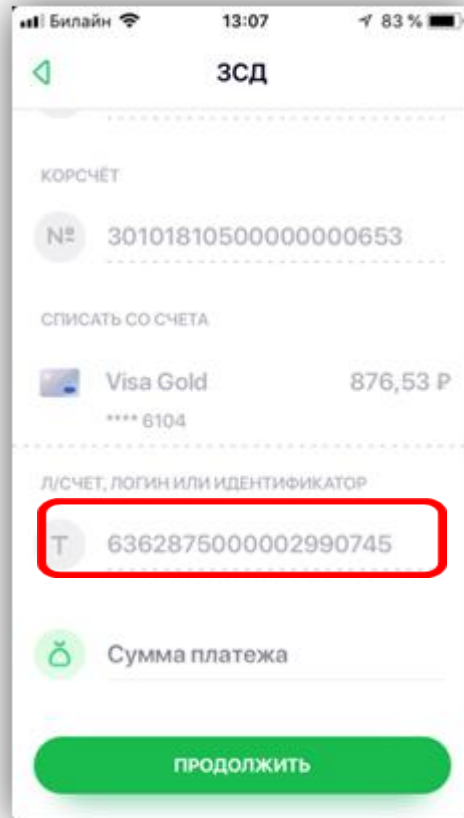 Билайн 13:07 83 %
ЗСД
КОРСЧЁТ
№ 30101810500000000653
СПИСАТЬ СО СЧЕТА
Visa Gold 876,53 ₽
**** 6104
Л/СЧЕТ, ЛОГИН ИЛИ ИДЕНТИФИКАТОР
T 6362875000002990745
Сумма платежа
ПРОДОЛЖИТЬ